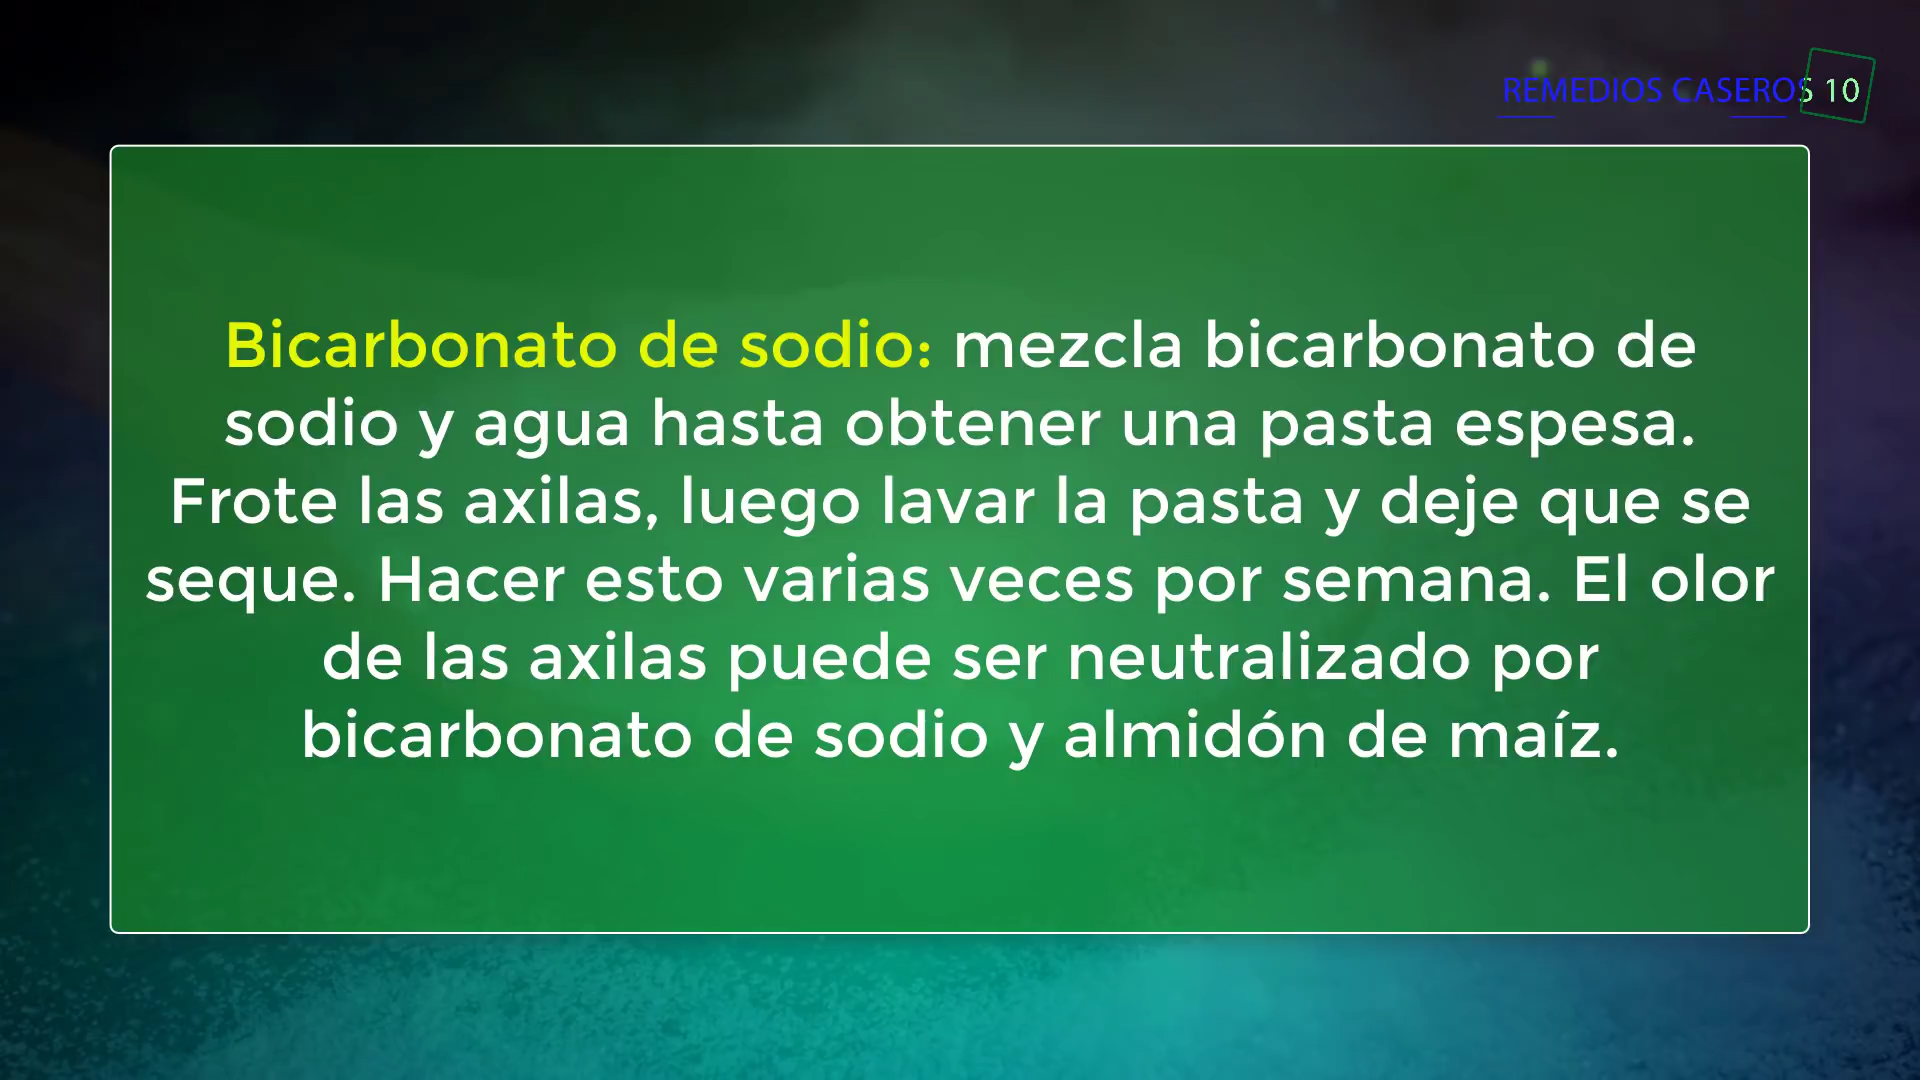 REMEDIOS CASEROS 10
Bicarbonato de sodio: mezcla bicarbonato de
sodio y agua hasta obtener una pasta espesa.
Frote las axilas, luego lavar la pasta y deje que se
seque. Hacer esto varias veces por semana. El olor
de las axilas puede ser neutralizado por
bicarbonato de sodio y almidón de maíz.